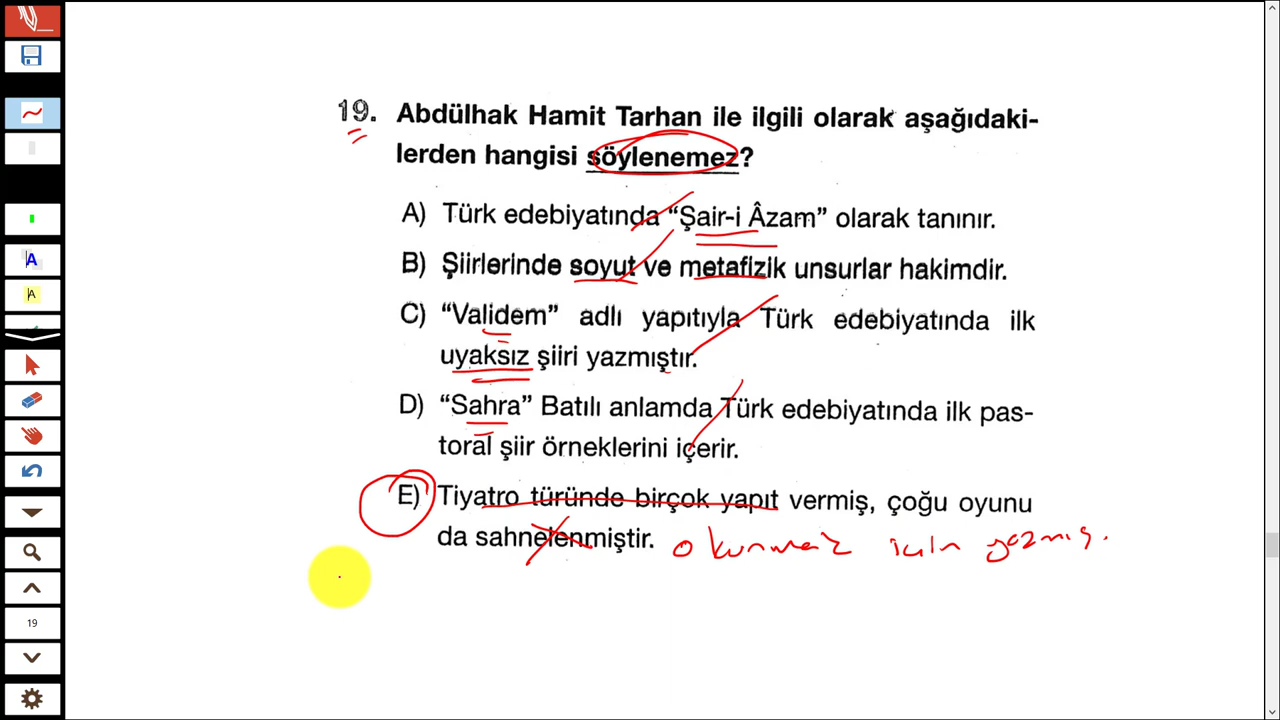 19. Abdülhak Hamit Tarhan ile ilgili olarak aşağıdaki-
lerden hangisi söylenemez?
A) Türk edebiyatında “Şair-i Âzam” olarak tanınır.
B) Şiirlerinde soyut ve metafizik unsurlar hakimdir.
C) “Validem” adlı yapıtıyla Türk edebiyatında ilk
uyaksız şiiri yazmıştır.
D) “Sahra” Batılı anlamda Türk edebiyatında ilk pas-
toral şiir örneklerini içerir.
E) Tiyatro türünde birçok yapıt vermiş, çoğu oyunu
da sahnelenmiştir. okunmak için yazmış.
A
A
19